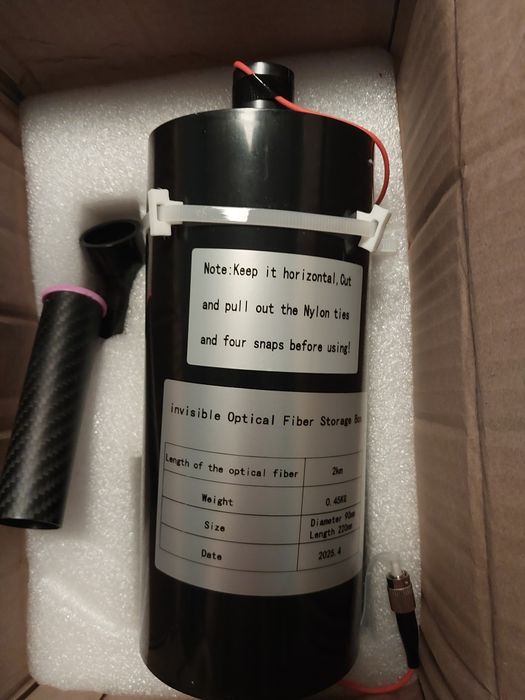 Note:Keep it horizontal,Cut
and pull out the Nylon ties
and four snaps before using!
invisible Optical Fiber Storage
Length of the optical fiber 2km
Weight 0.45KG
Size Diameter 90mm
Length 220mm
Date 2025.4